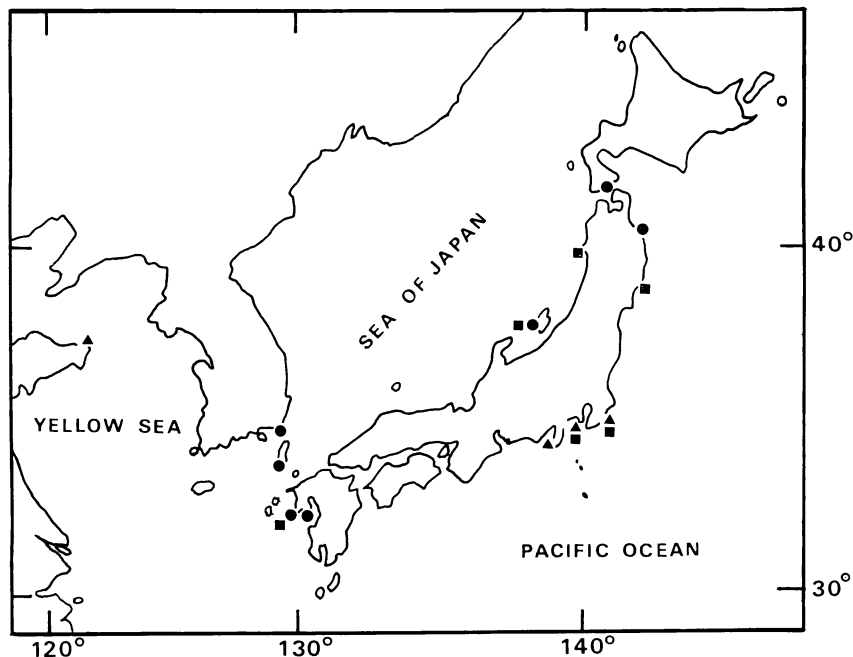 SEA OF JAPAN
40°
YELLOW SEA
PACIFIC OCEAN
30°
120° 130° 140°